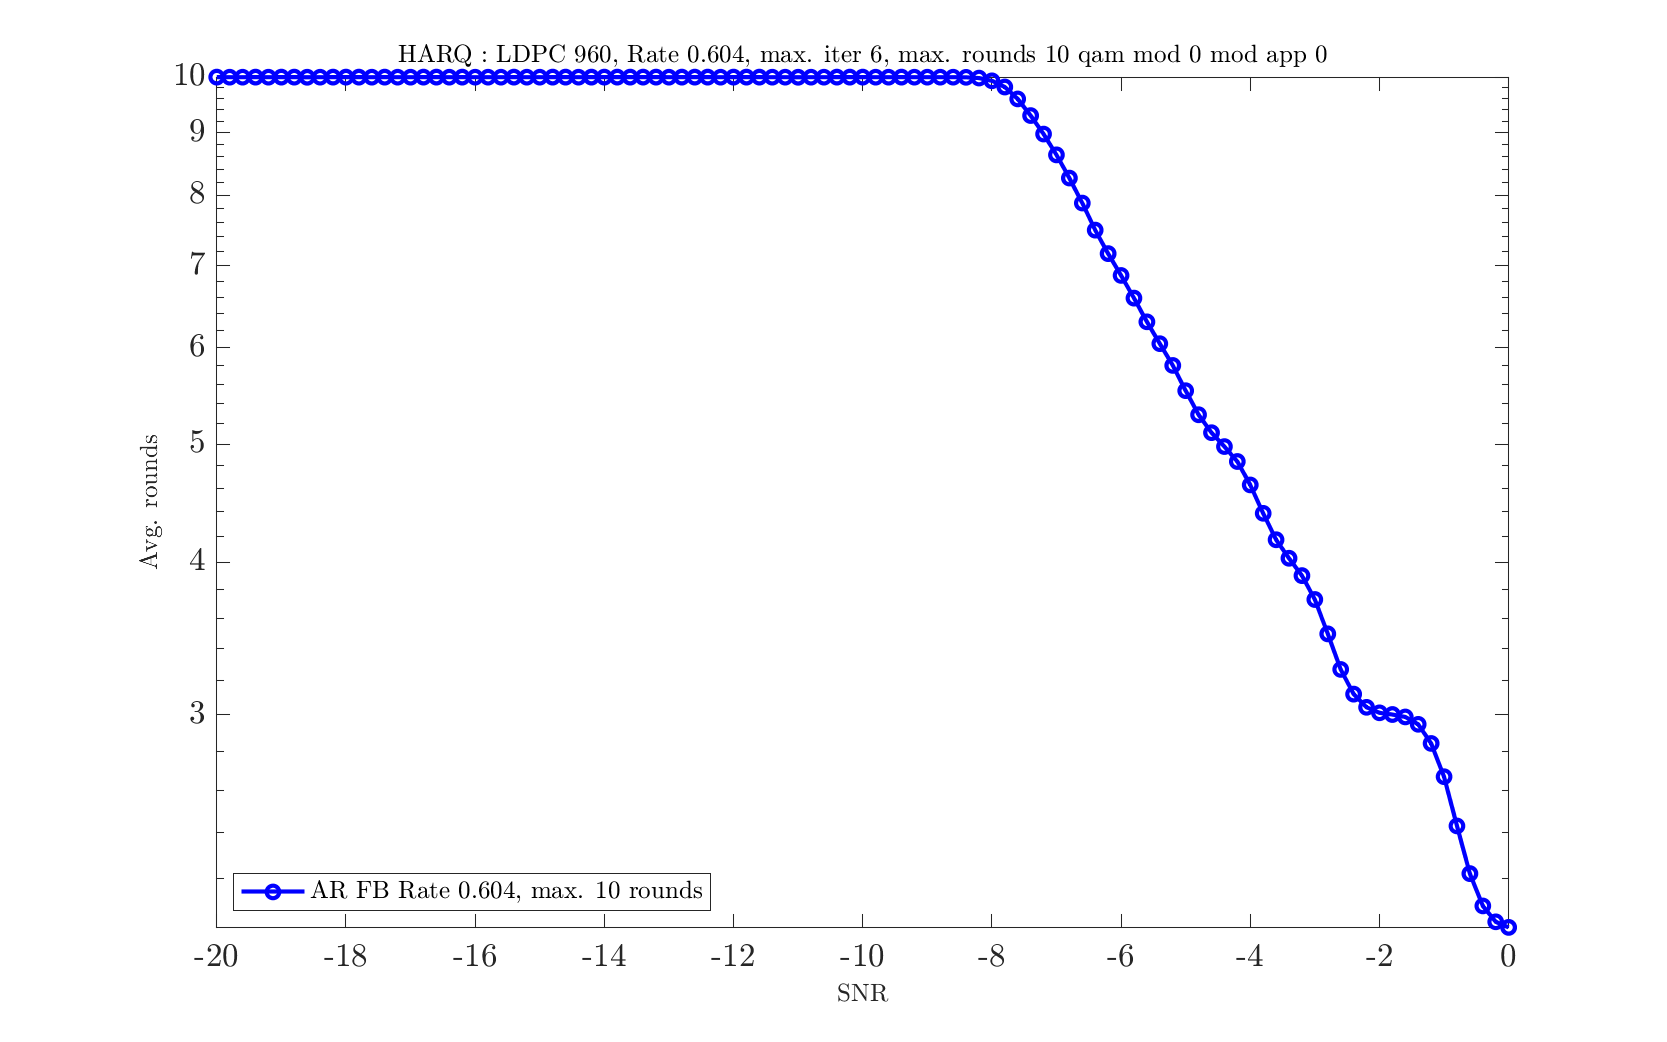 HARQ : LDPC 960, Rate 0.604, max. iter 6, max. rounds 10 qam mod 0 mod app 0
10
9
8
7
6
5
4
3
Avg. rounds
AR FB Rate 0.604, max. 10 rounds
-20 -18 -16 -14 -12 -10 -8 -6 -4 -2 0
SNR